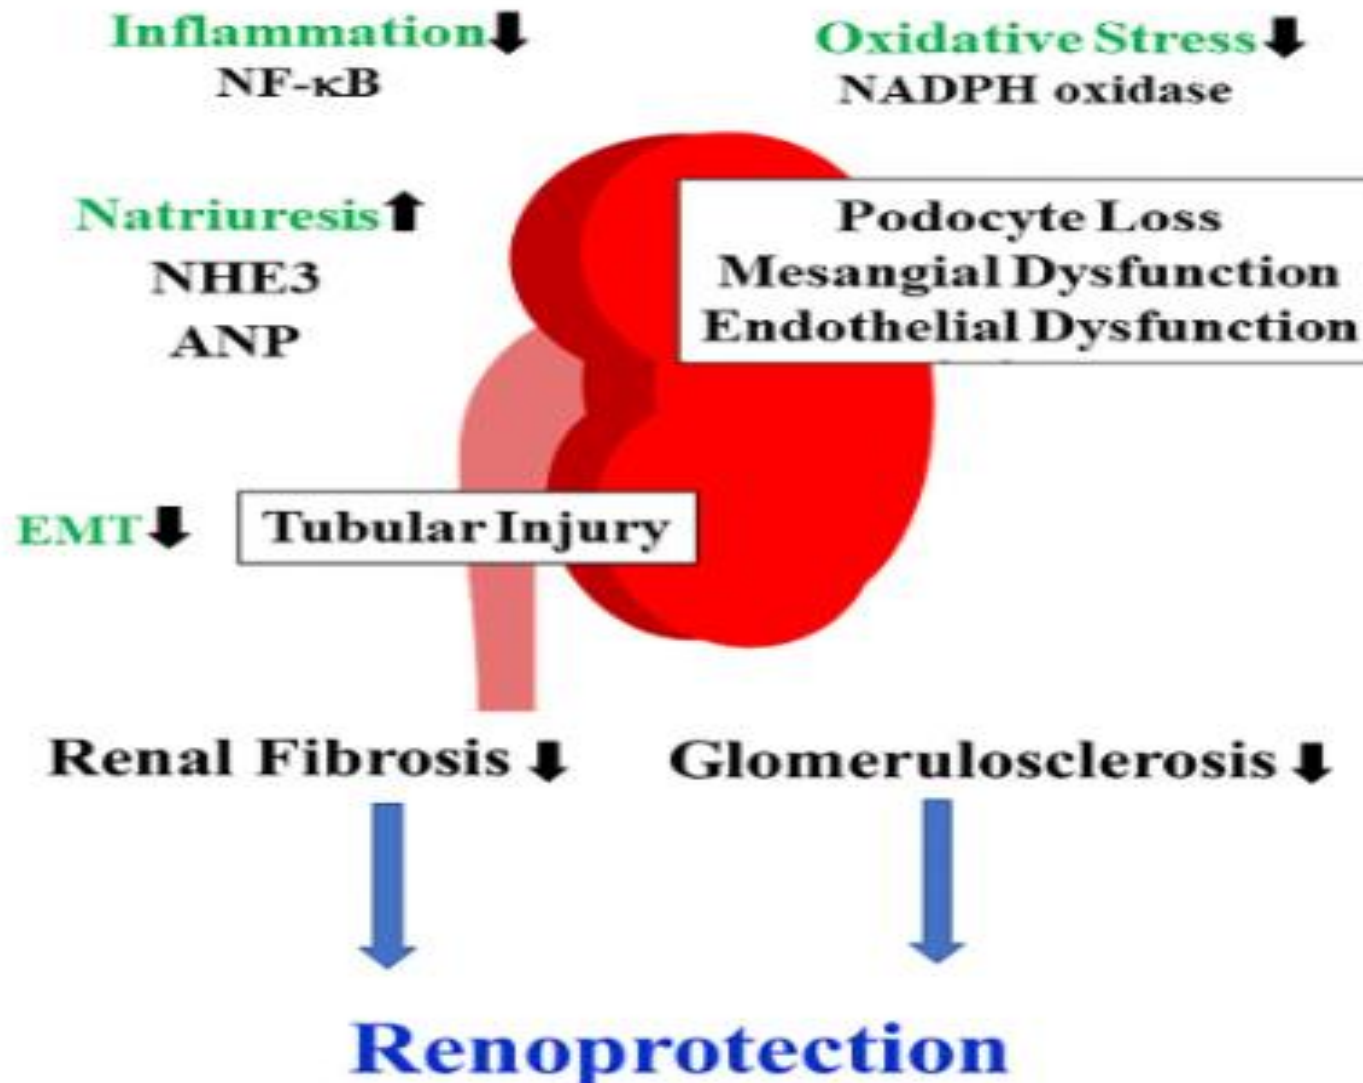 Inflammation
NF-κB
Oxidative Stress
NADPH oxidase
Natriuresis
NHE3
ANP
Podocyte Loss
Mesangial Dysfunction
Endothelial Dysfunction
EMT
Tubular Injury
Renal Fibrosis
Glomerulosclerosis
Renoprotection